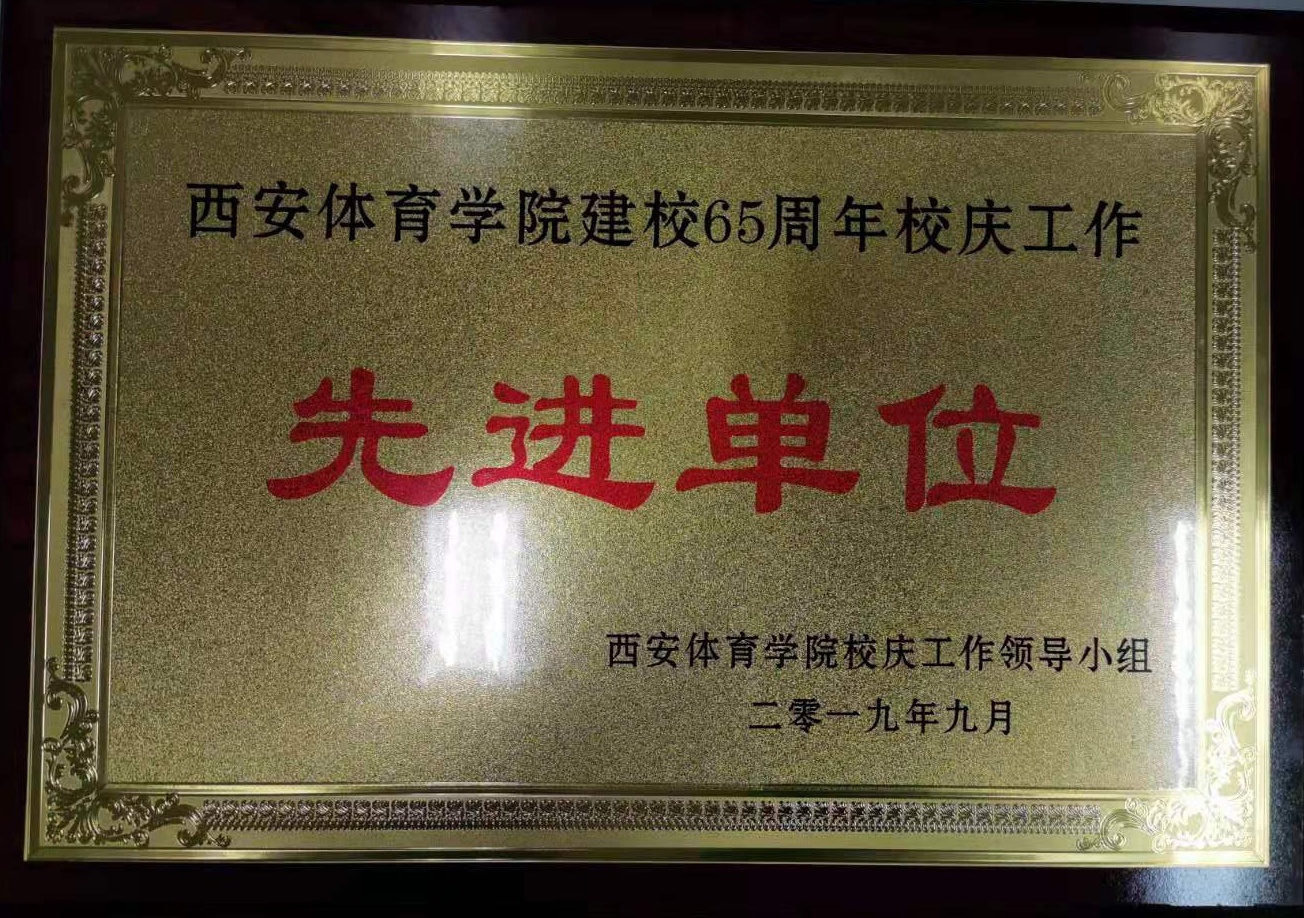 西安体育学院建校65周年校庆工作
先进单位
西安体育学院校庆工作领导小组
二零一九年九月